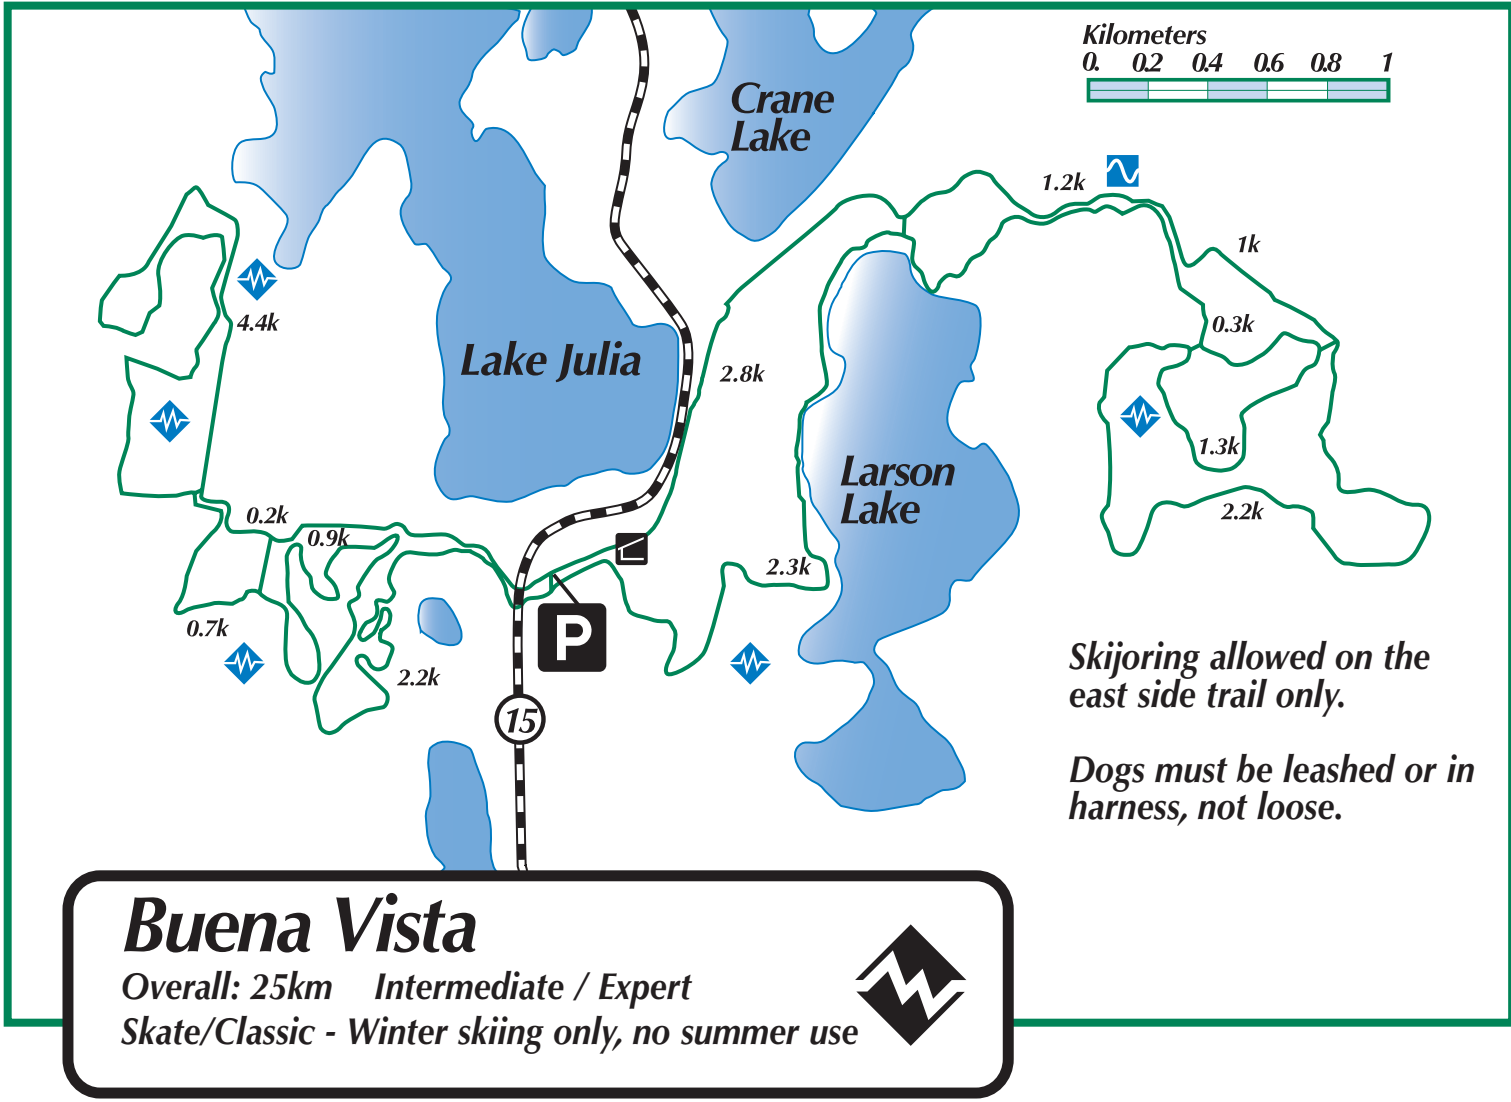 Kilometers
0. 0.2 0.4 0.6 0.8 1
Crane
Lake
1.2k
1k
4.4k
0.3k
Lake Julia
2.8k
1.3k
Larson
Lake
0.2k
2.2k
0.9k
2.3k
0.7k
P
2.2k
15
Skijoring allowed on the
east side trail only.
Dogs must be leashed or in
harness, not loose.
Buena Vista
Overall: 25km Intermediate / Expert
Skate/Classic - Winter skiing only, no summer use